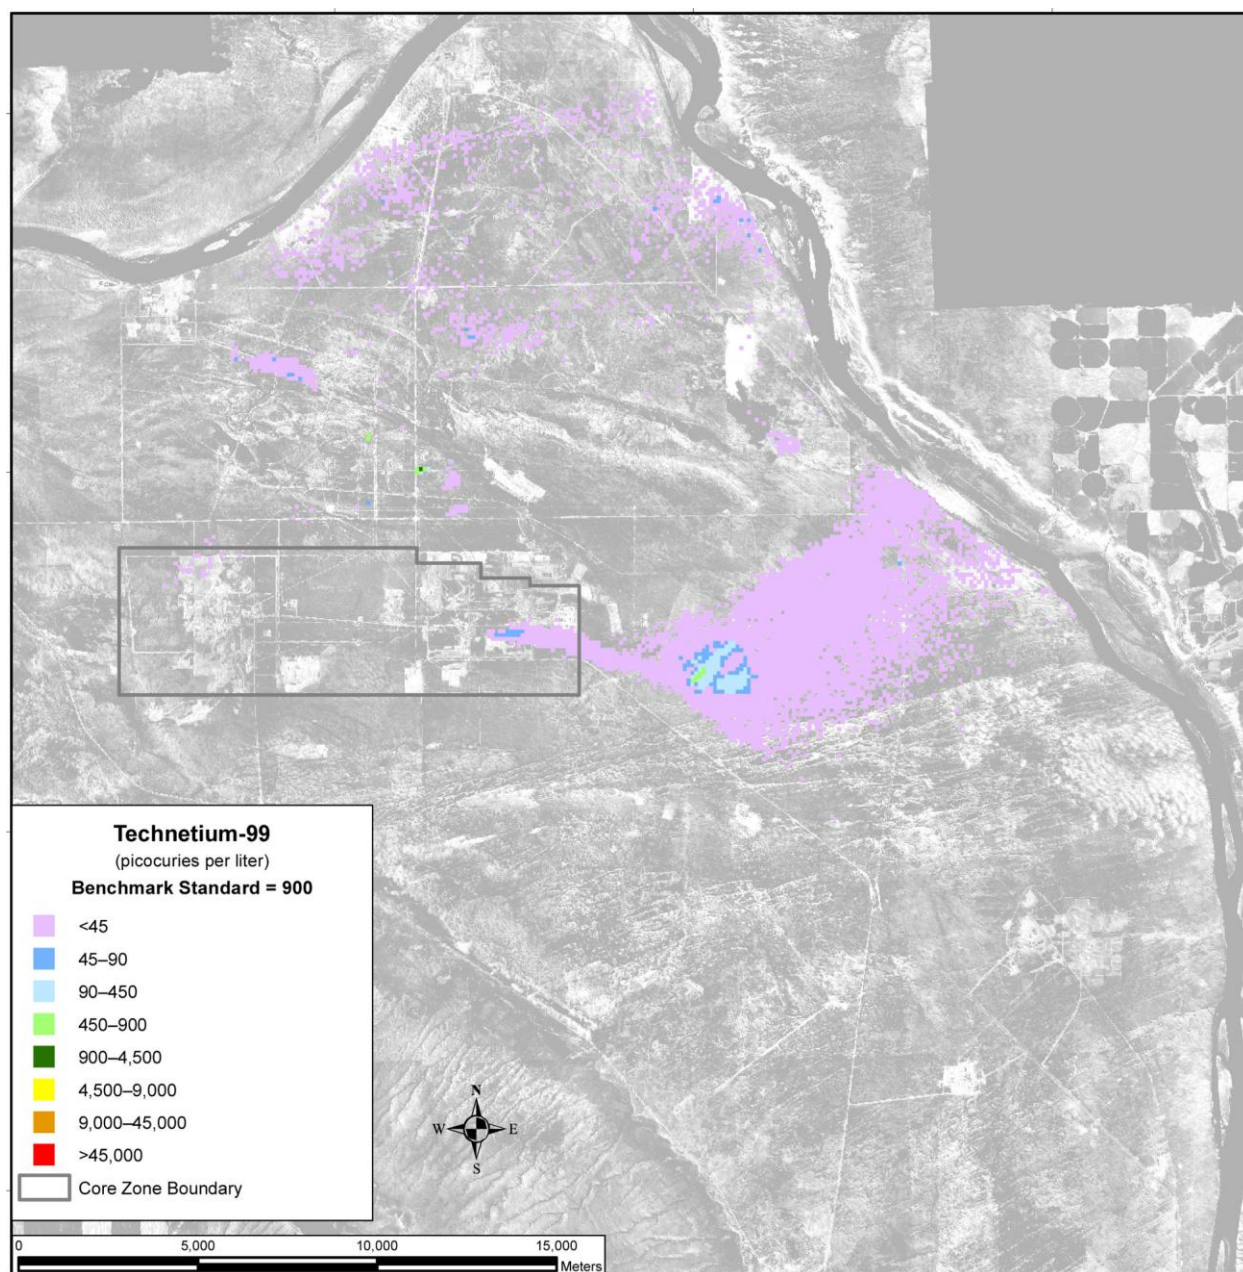 Technetium-99
(picocuries per liter)
Benchmark Standard = 900
<45
45–90
90–450
450–900
900–4,500
4,500–9,000
9,000–45,000
>45,000
Core Zone Boundary
N
W E
S
0 5,000 10,000 15,000
Meters